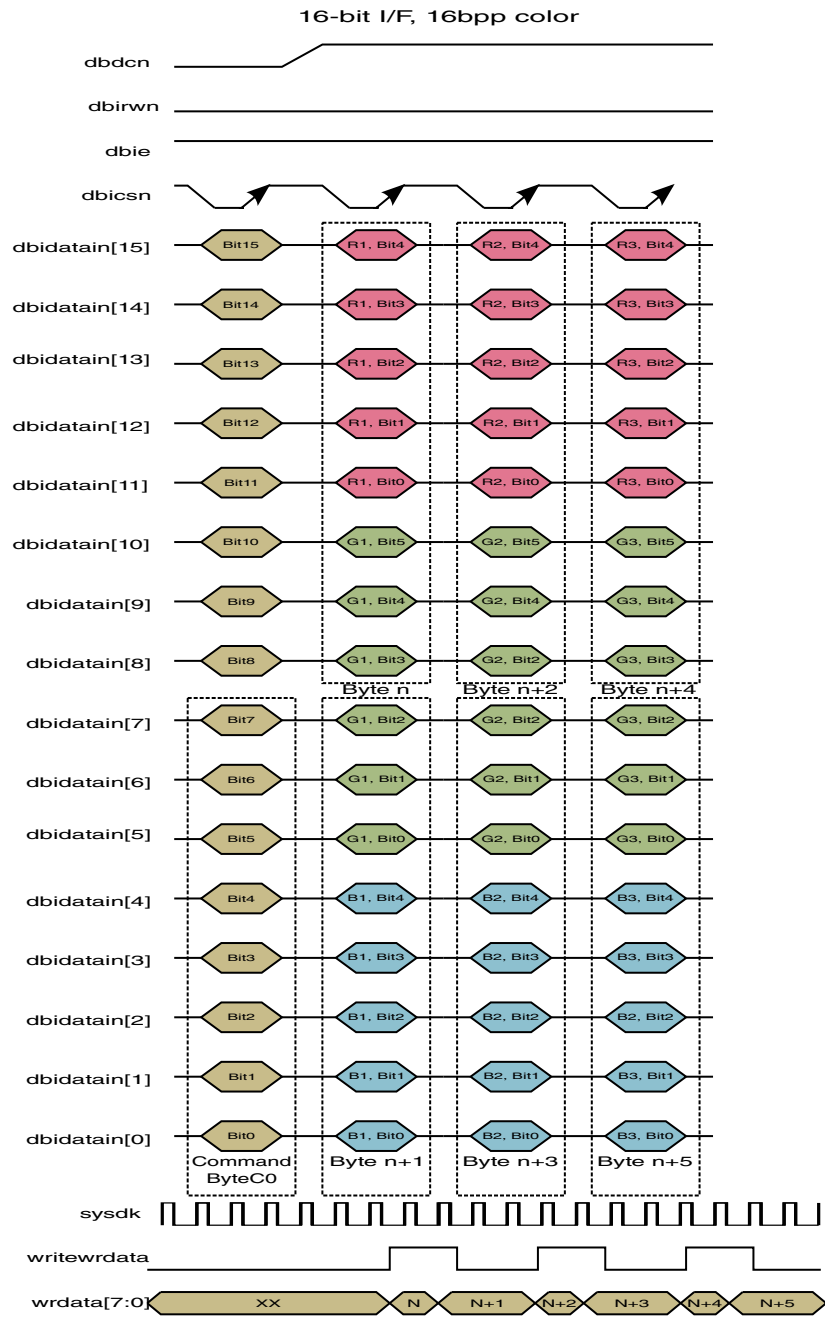 16-bit I/F, 16bpp color
dbdcn
dbirwn
dbie
dbicsn
dbidatain[15] Bit15 R1, Bit4 R2, Bit4 R3, Bit4
dbidatain[14] Bit14 R1, Bit3 R2, Bit3 R3, Bit3
dbidatain[13] Bit13 R1, Bit2 R2, Bit2 R3, Bit2
dbidatain[12] Bit12 R1, Bit1 R2, Bit1 R3, Bit1
dbidatain[11] Bit11 R1, Bit0 R2, Bit0 R3, Bit0
dbidatain[10] Bit10 G1, Bit5 G2, Bit5 G3, Bit5
dbidatain[9] Bit9 G1, Bit4 G2, Bit4 G3, Bit4
dbidatain[8] Bit8 G1, Bit3 G2, Bit2 G3, Bit3
Byte n Byte n+2 Byte n+4
dbidatain[7] Bit7 G1, Bit2 G2, Bit2 G3, Bit2
dbidatain[6] Bit6 G1, Bit1 G2, Bit1 G3, Bit1
dbidatain[5] Bit5 G1, Bit0 G2, Bit0 G3, Bit0
dbidatain[4] Bit4 B1, Bit4 B2, Bit4 B3, Bit4
dbidatain[3] Bit3 B1, Bit3 B2, Bit3 B3, Bit3
dbidatain[2] Bit2 B1, Bit2 B2, Bit2 B2, Bit2
dbidatain[1] Bit1 B1, Bit1 B2, Bit1 B3, Bit1
dbidatain[0] Bit0 B1, Bit0 B2, Bit0 B3, Bit0
Command Byte n+1 Byte n+3 Byte n+5
ByteC0
sysdk
writewrdata
wrdata[7:0] XX N N+1 N+2 N+3 N+4 N+5